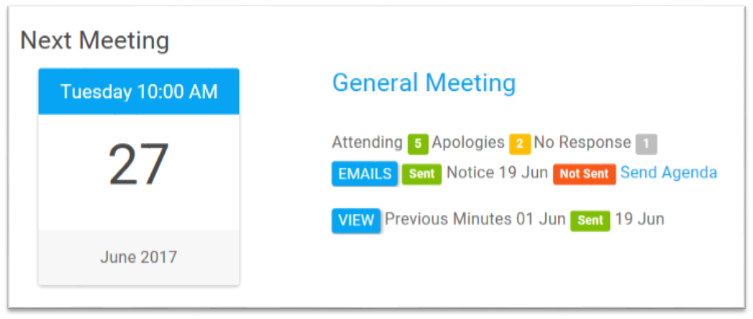 Next Meeting
Tuesday 10:00 AM
27
June 2017
General Meeting
Attending 5 Apologies 2 No Response 1
EMAILS Sent Notice 19 Jun Not Sent Send Agenda
VIEW Previous Minutes 01 Jun Sent 19 Jun